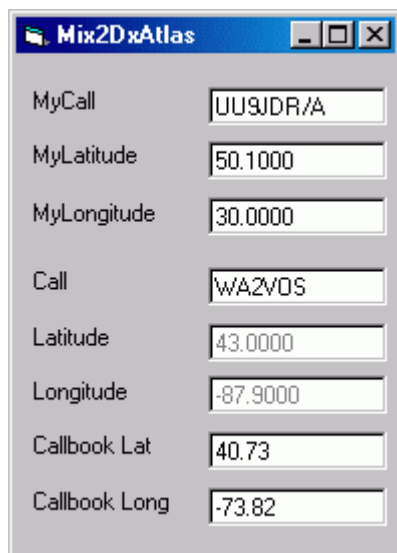 Mix2DxAtlas
MyCall UU9JDR/A
MyLatitude 50.1000
MyLongitude 30.0000
Call WA2VOS
Latitude 43.0000
Longitude -87.9000
Callbook Lat 40.73
Callbook Long -73.82